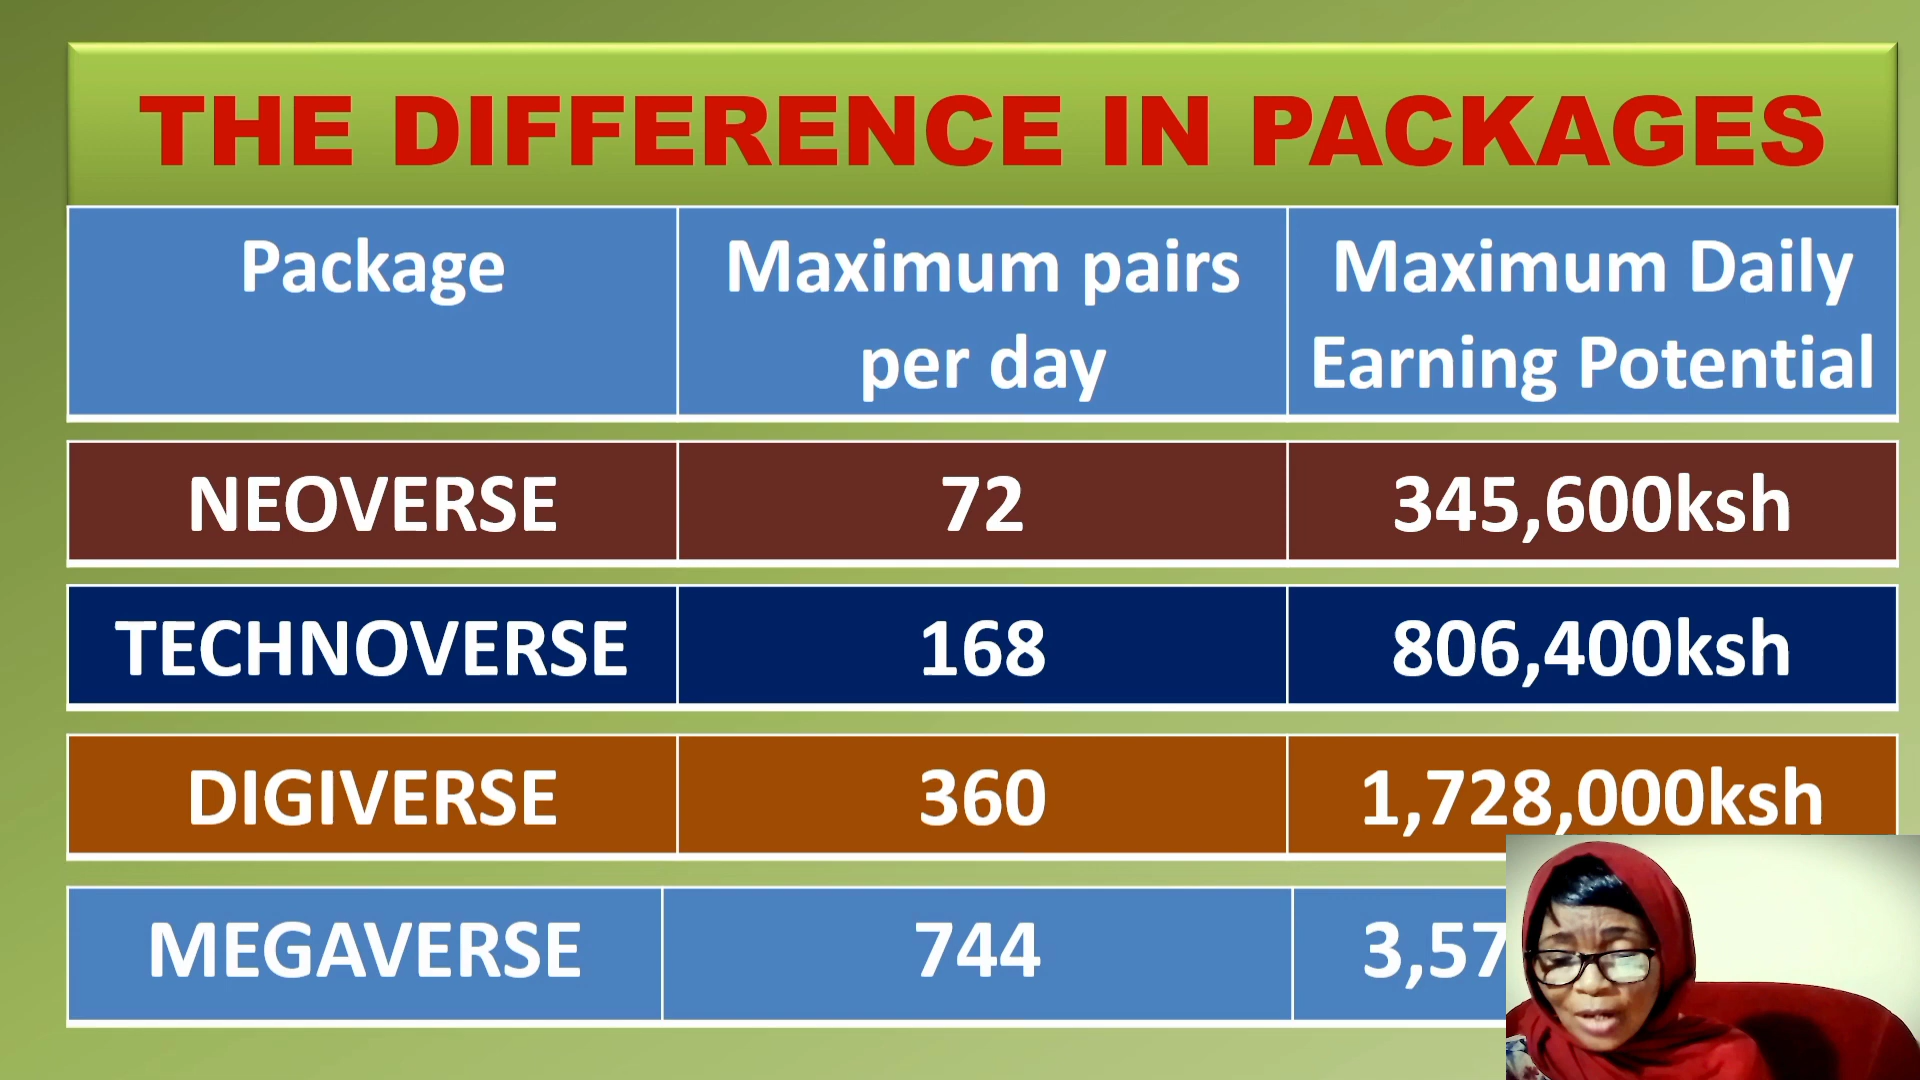 THE DIFFERENCE IN PACKAGES
Package Maximum pairs per day Maximum Daily Earning Potential
NEOVERSE 72 345,600ksh
TECHNOVERSE 168 806,400ksh
DIGIVERSE 360 1,728,000ksh
MEGAVERSE 744 3,57